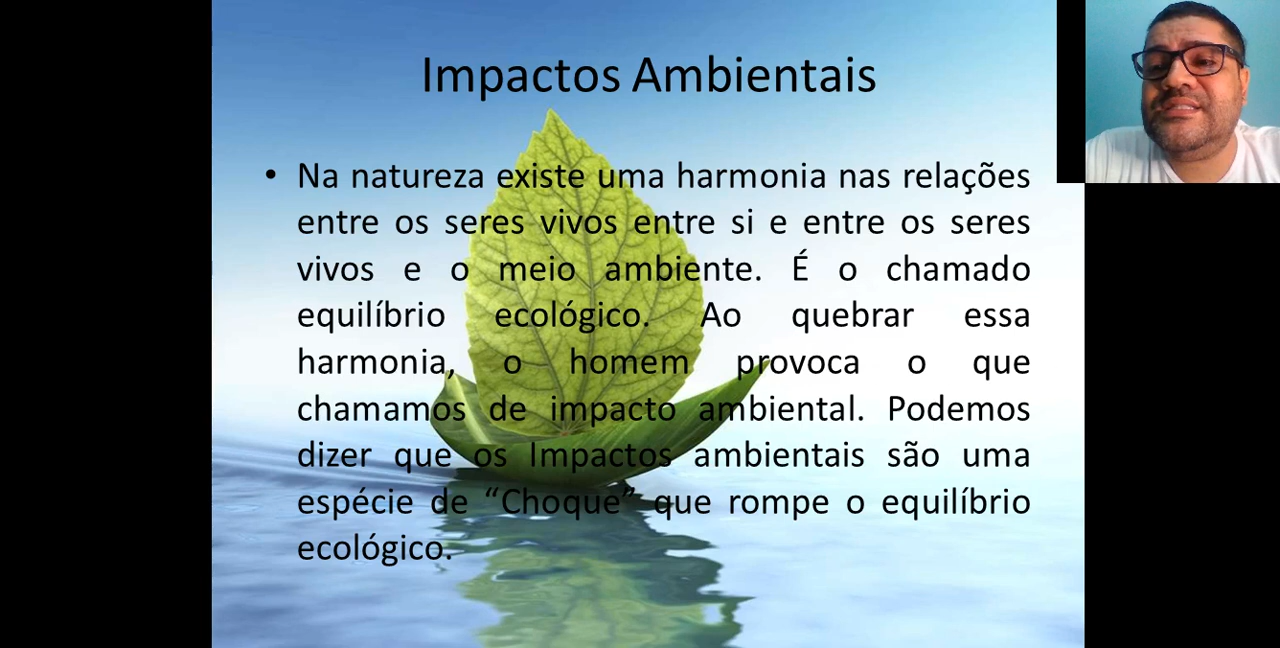 Impactos Ambientais
• Na natureza existe uma harmonia nas relações
entre os seres vivos entre si e entre os seres
vivos e o meio ambiente. É o chamado
equilíbrio ecológico. Ao quebrar essa
harmonia, o homem provoca o que
chamamos de impacto ambiental. Podemos
dizer que os Impactos ambientais são uma
espécie de “Choque” que rompe o equilíbrio
ecológico.